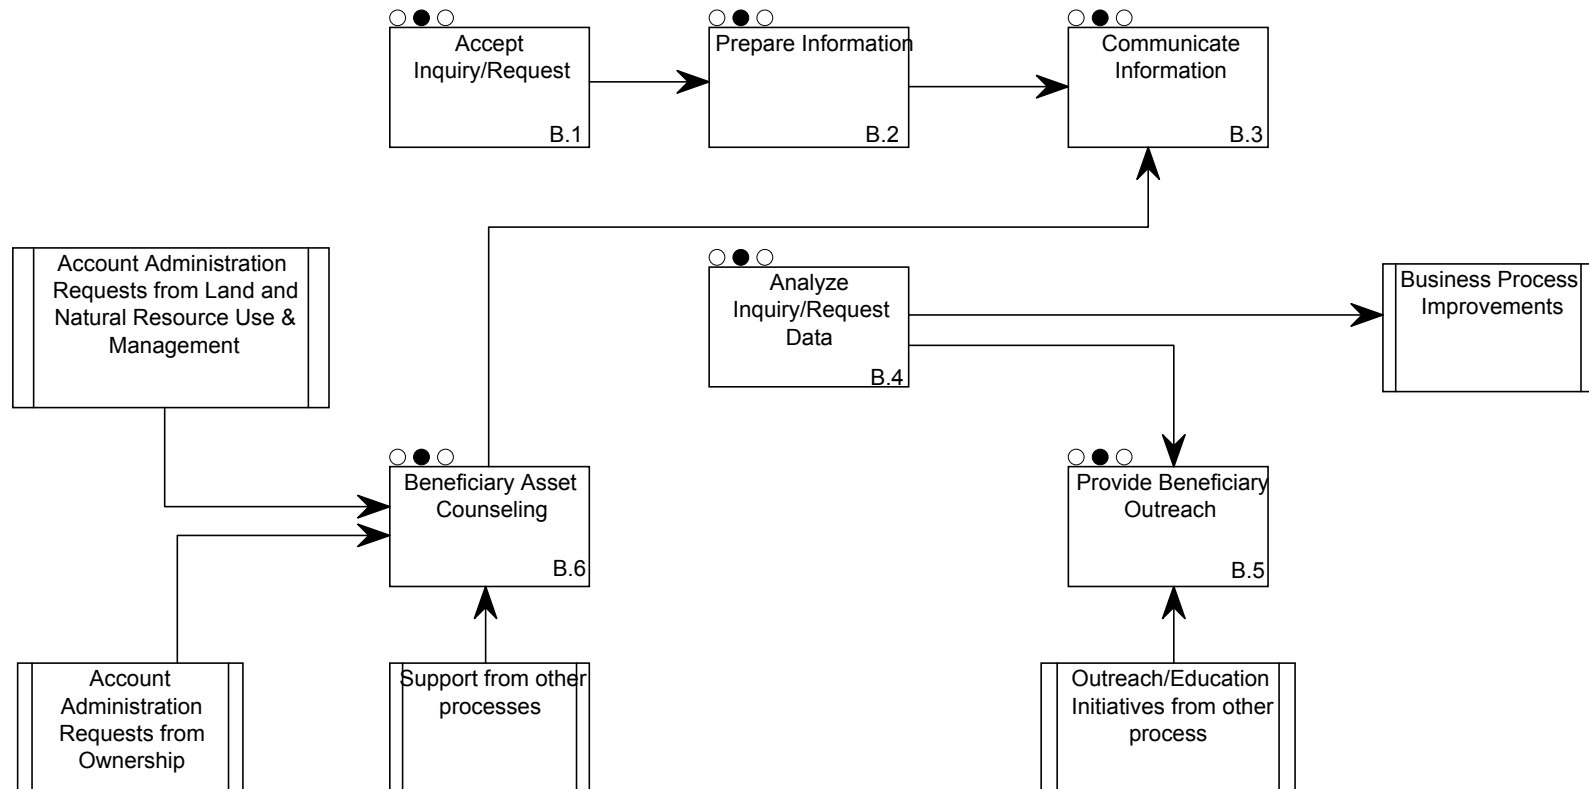 Accept
Inquiry/Request
B.1
Prepare Information
B.2
Communicate
Information
B.3
Account Administration
Requests from Land and
Natural Resource Use &
Management
Analyze
Inquiry/Request
Data
B.4
Business Process
Improvements
Beneficiary Asset
Counseling
B.6
Provide Beneficiary
Outreach
B.5
Account
Administration
Requests from
Ownership
Support from other
processes
Outreach/Education
Initiatives from other
process